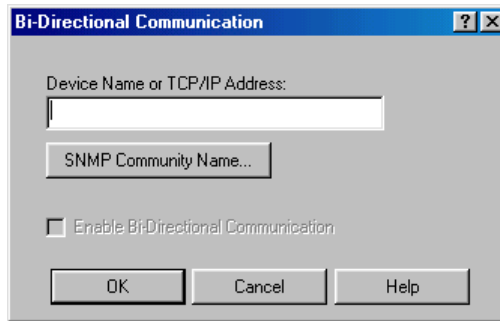 Bi-Directional Communication
Device Name or TCP/IP Address:
SNMP Community Name...
Enable Bi-Directional Communication
OK Cancel Help